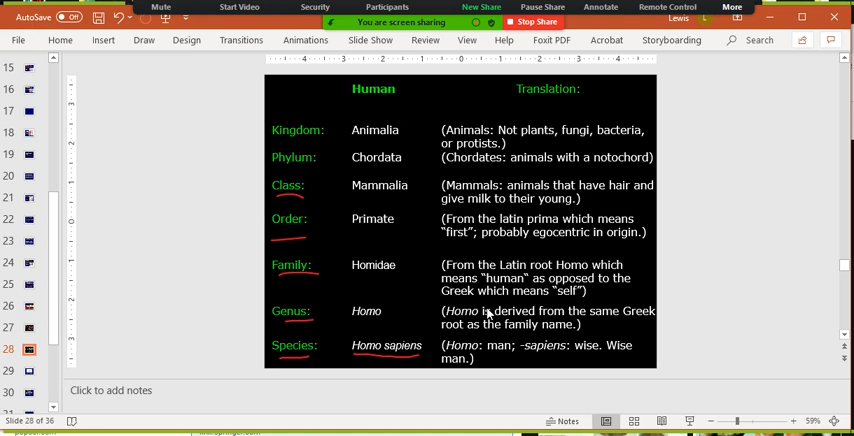 Mute Start Video Security Participants New Share Pause Share Annotate Remote Control More
AutoSave Off You are screen sharing Stop Share Lewis L
File Home Insert Draw Design Transitions Animations Slide Show Review View Help Foxit PDF Acrobat Storyboarding Search
15
16
17
18
19
20
21
22
23
24
25
26
27
28
29
30
Human Translation:
Kingdom: Animalia (Animals: Not plants, fungi, bacteria,
or protists.)
Phylum: Chordata (Chordates: animals with a notochord)
Class: Mammalia (Mammals: animals that have hair and
give milk to their young.)
Order: Primate (From the latin prima which means
“first”; probably egocentric in origin.)
Family: Homidae (From the Latin root Homo which
means “human“ as opposed to the
Greek which means “self”)
Genus: Homo (Homo is derived from the same Greek
root as the family name.)
Species: Homo sapiens (Homo: man; -sapiens: wise. Wise
man.)
Click to add notes
Slide 28 of 36 Notes 59%